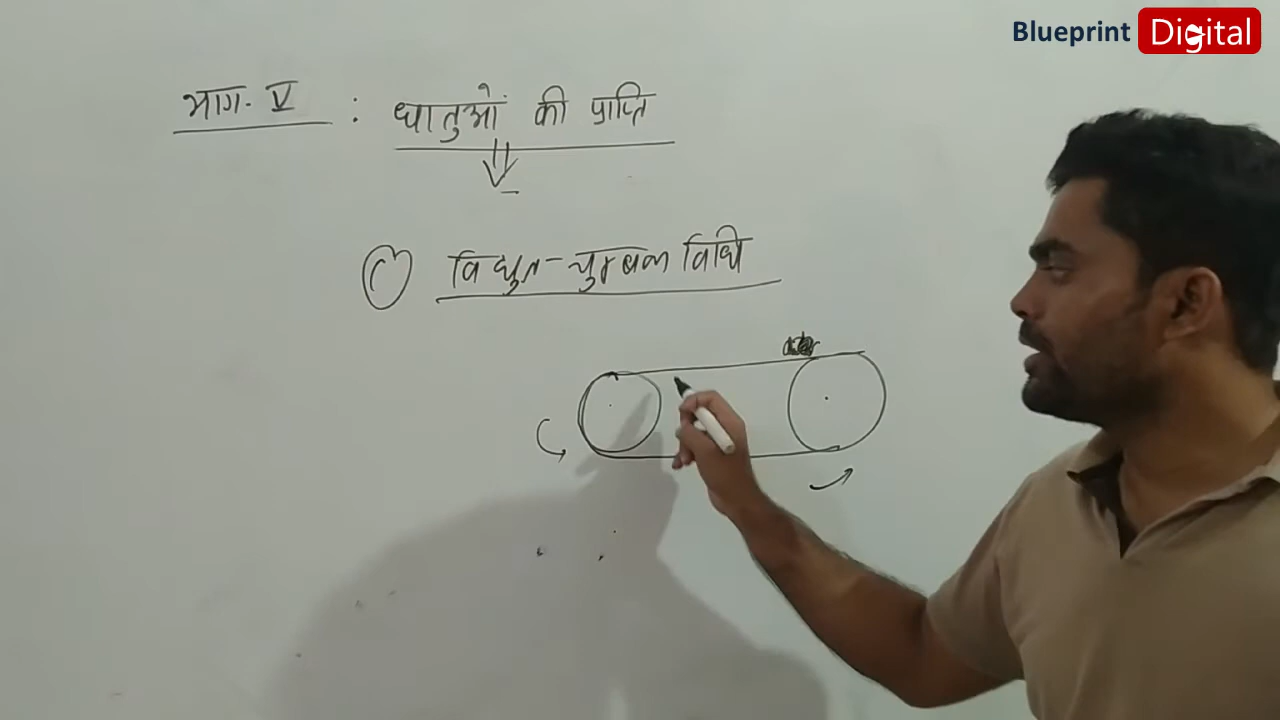 Blueprint Digital
भाग- V : धातुओं की प्राप्ति
(C) विद्युत-चुम्बक विधि